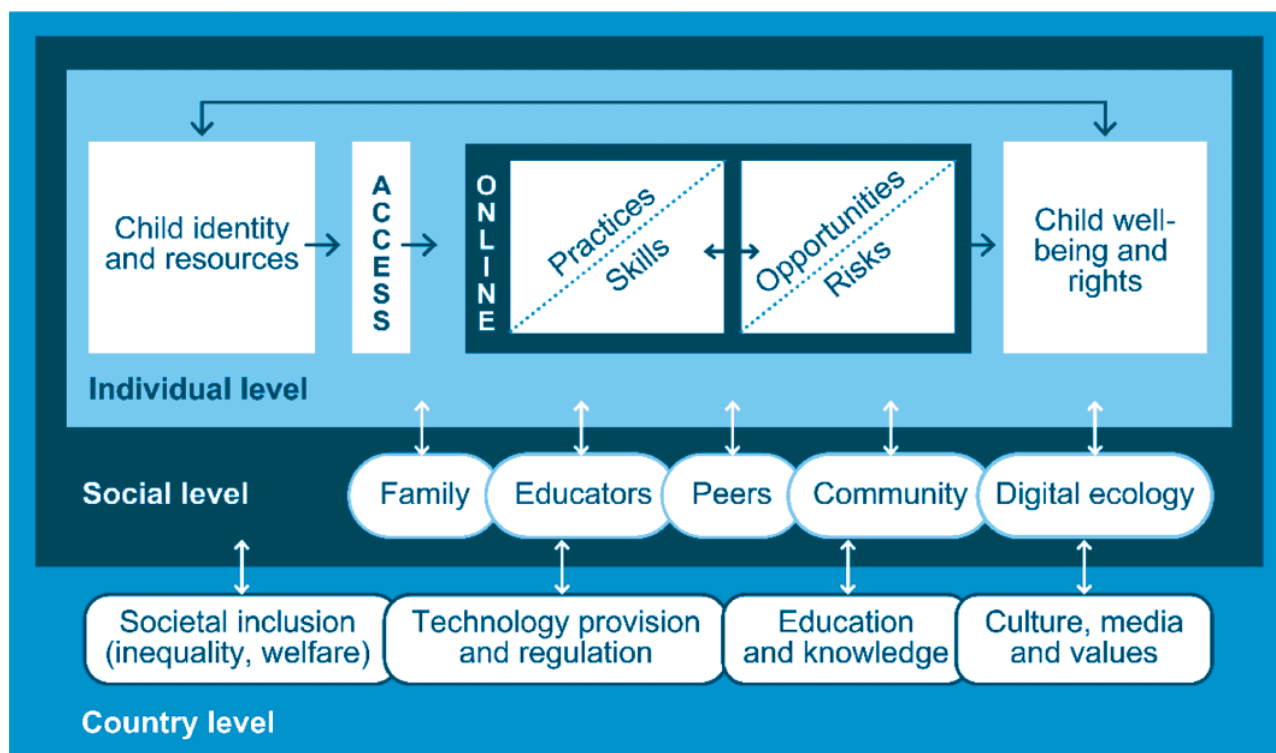 Child identity
and resources
ACCESS
ONLINE
Practices
Skills
Opportunities
Risks
Child well-
being and
rights
Individual level
Social level
Family
Educators
Peers
Community
Digital ecology
Societal inclusion
(inequality, welfare)
Technology provision
and regulation
Education
and knowledge
Culture, media
and values
Country level